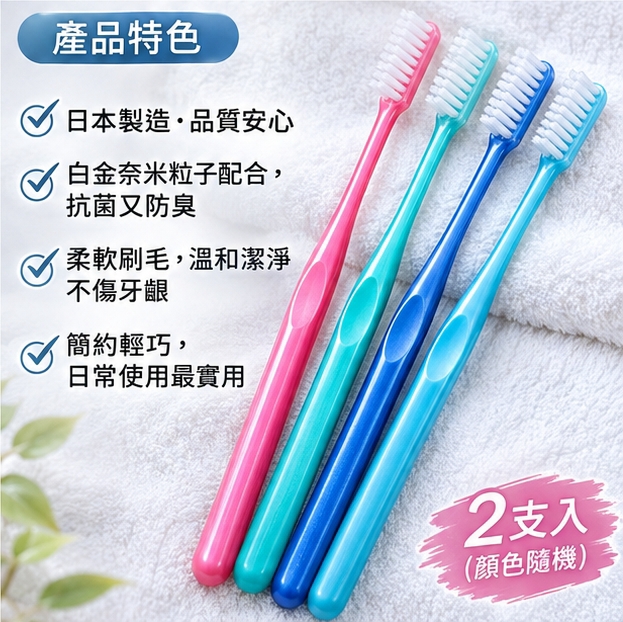 產品特色
日本製造·品質安心
白金奈米粒子配合，
抗菌又防臭
柔軟刷毛，溫和潔淨
不傷牙齦
簡約輕巧，
日常使用最實用
2支入
(顏色隨機)